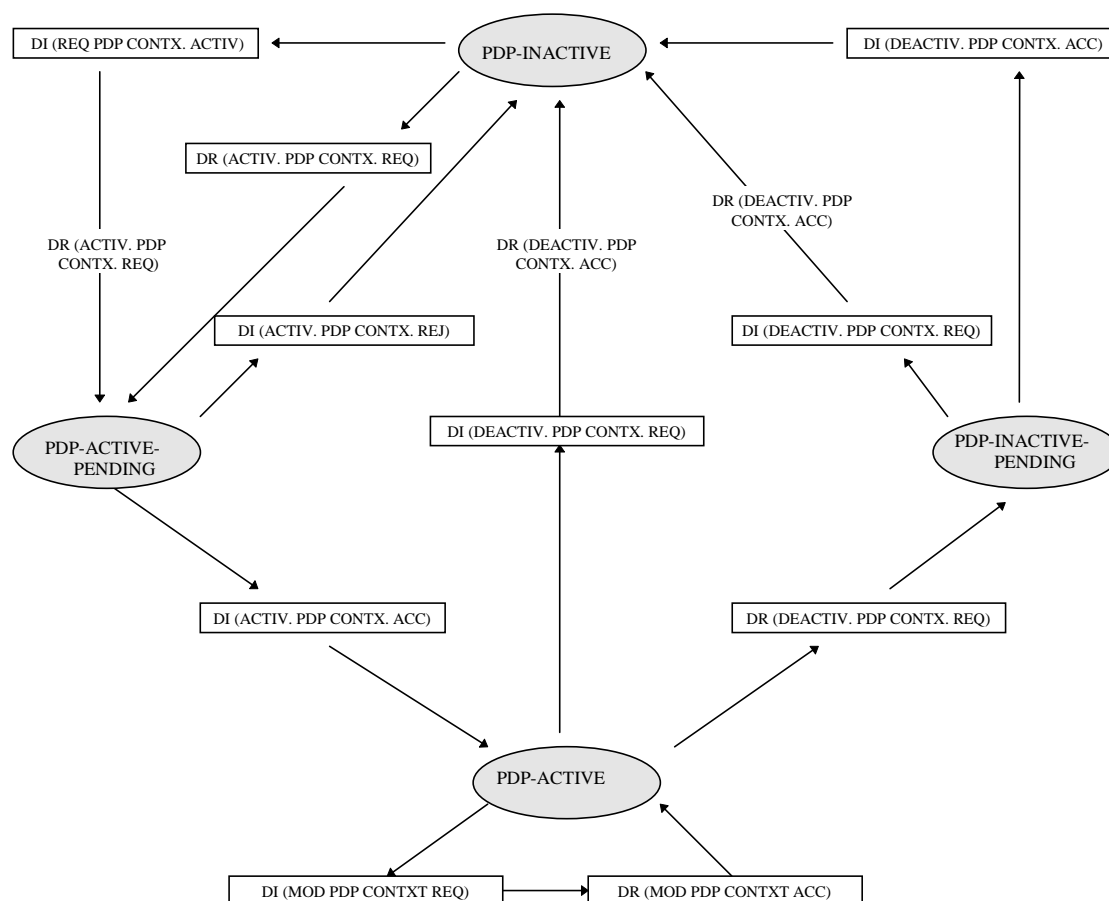 DI (REQ PDP CONTX. ACTIV)
PDP-INACTIVE
DI (DEACTIV. PDP CONTX. ACC)
DR (ACTIV. PDP CONTX. REQ)
DR (DEACTIV. PDP
CONTX. ACC)
DR (ACTIV. PDP
CONTX. REQ)
DR (DEACTIV. PDP
CONTX. ACC)
DI (ACTIV. PDP CONTX. REJ)
DI (DEACTIV. PDP CONTX. REQ)
DI (DEACTIV. PDP CONTX. REQ)
PDP-ACTIVE-
PENDING
PDP-INACTIVE-
PENDING
DI (ACTIV. PDP CONTX. ACC)
DR (DEACTIV. PDP CONTX. REQ)
PDP-ACTIVE
DI (MOD PDP CONTXT REQ)
DR (MOD PDP CONTXT ACC)